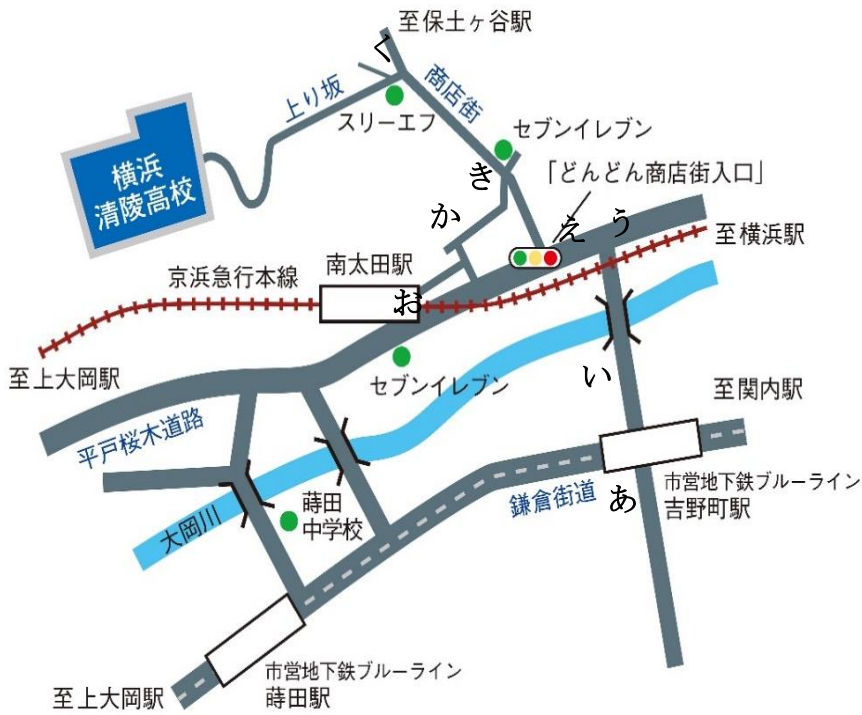 至保土ヶ谷駅
く
商店街
上り坂
スリーエフ
セブンイレブン
横浜
清陵高校
き
「どんどん商店街入口」
か
え
う
至横浜駅
南太田駅
京浜急行本線
お
至上大岡駅
セブンイレブン
い
至関内駅
平戸桜木道路
市営地下鉄ブルーライン
吉野町駅
あ
鎌倉街道
蒔田
中学校
大岡川
市営地下鉄ブルーライン
蒔田駅
至上大岡駅